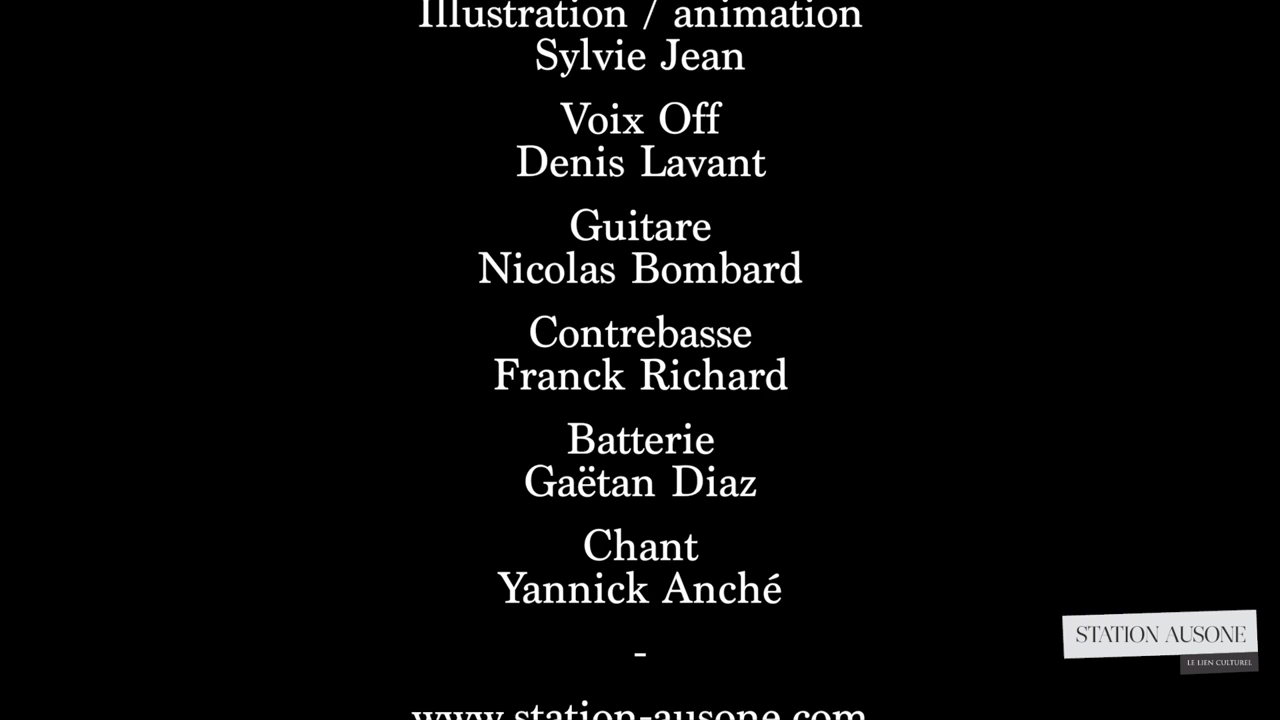 Illustration / animation
Sylvie Jean
Voix Off
Denis Lavant
Guitare
Nicolas Bombard
Contrebasse
Franck Richard
Batterie
Gaëtan Diaz
Chant
Yannick Anché
-
www.station-ausone.com
STATION AUSONE
LE LIEN CULTUREL